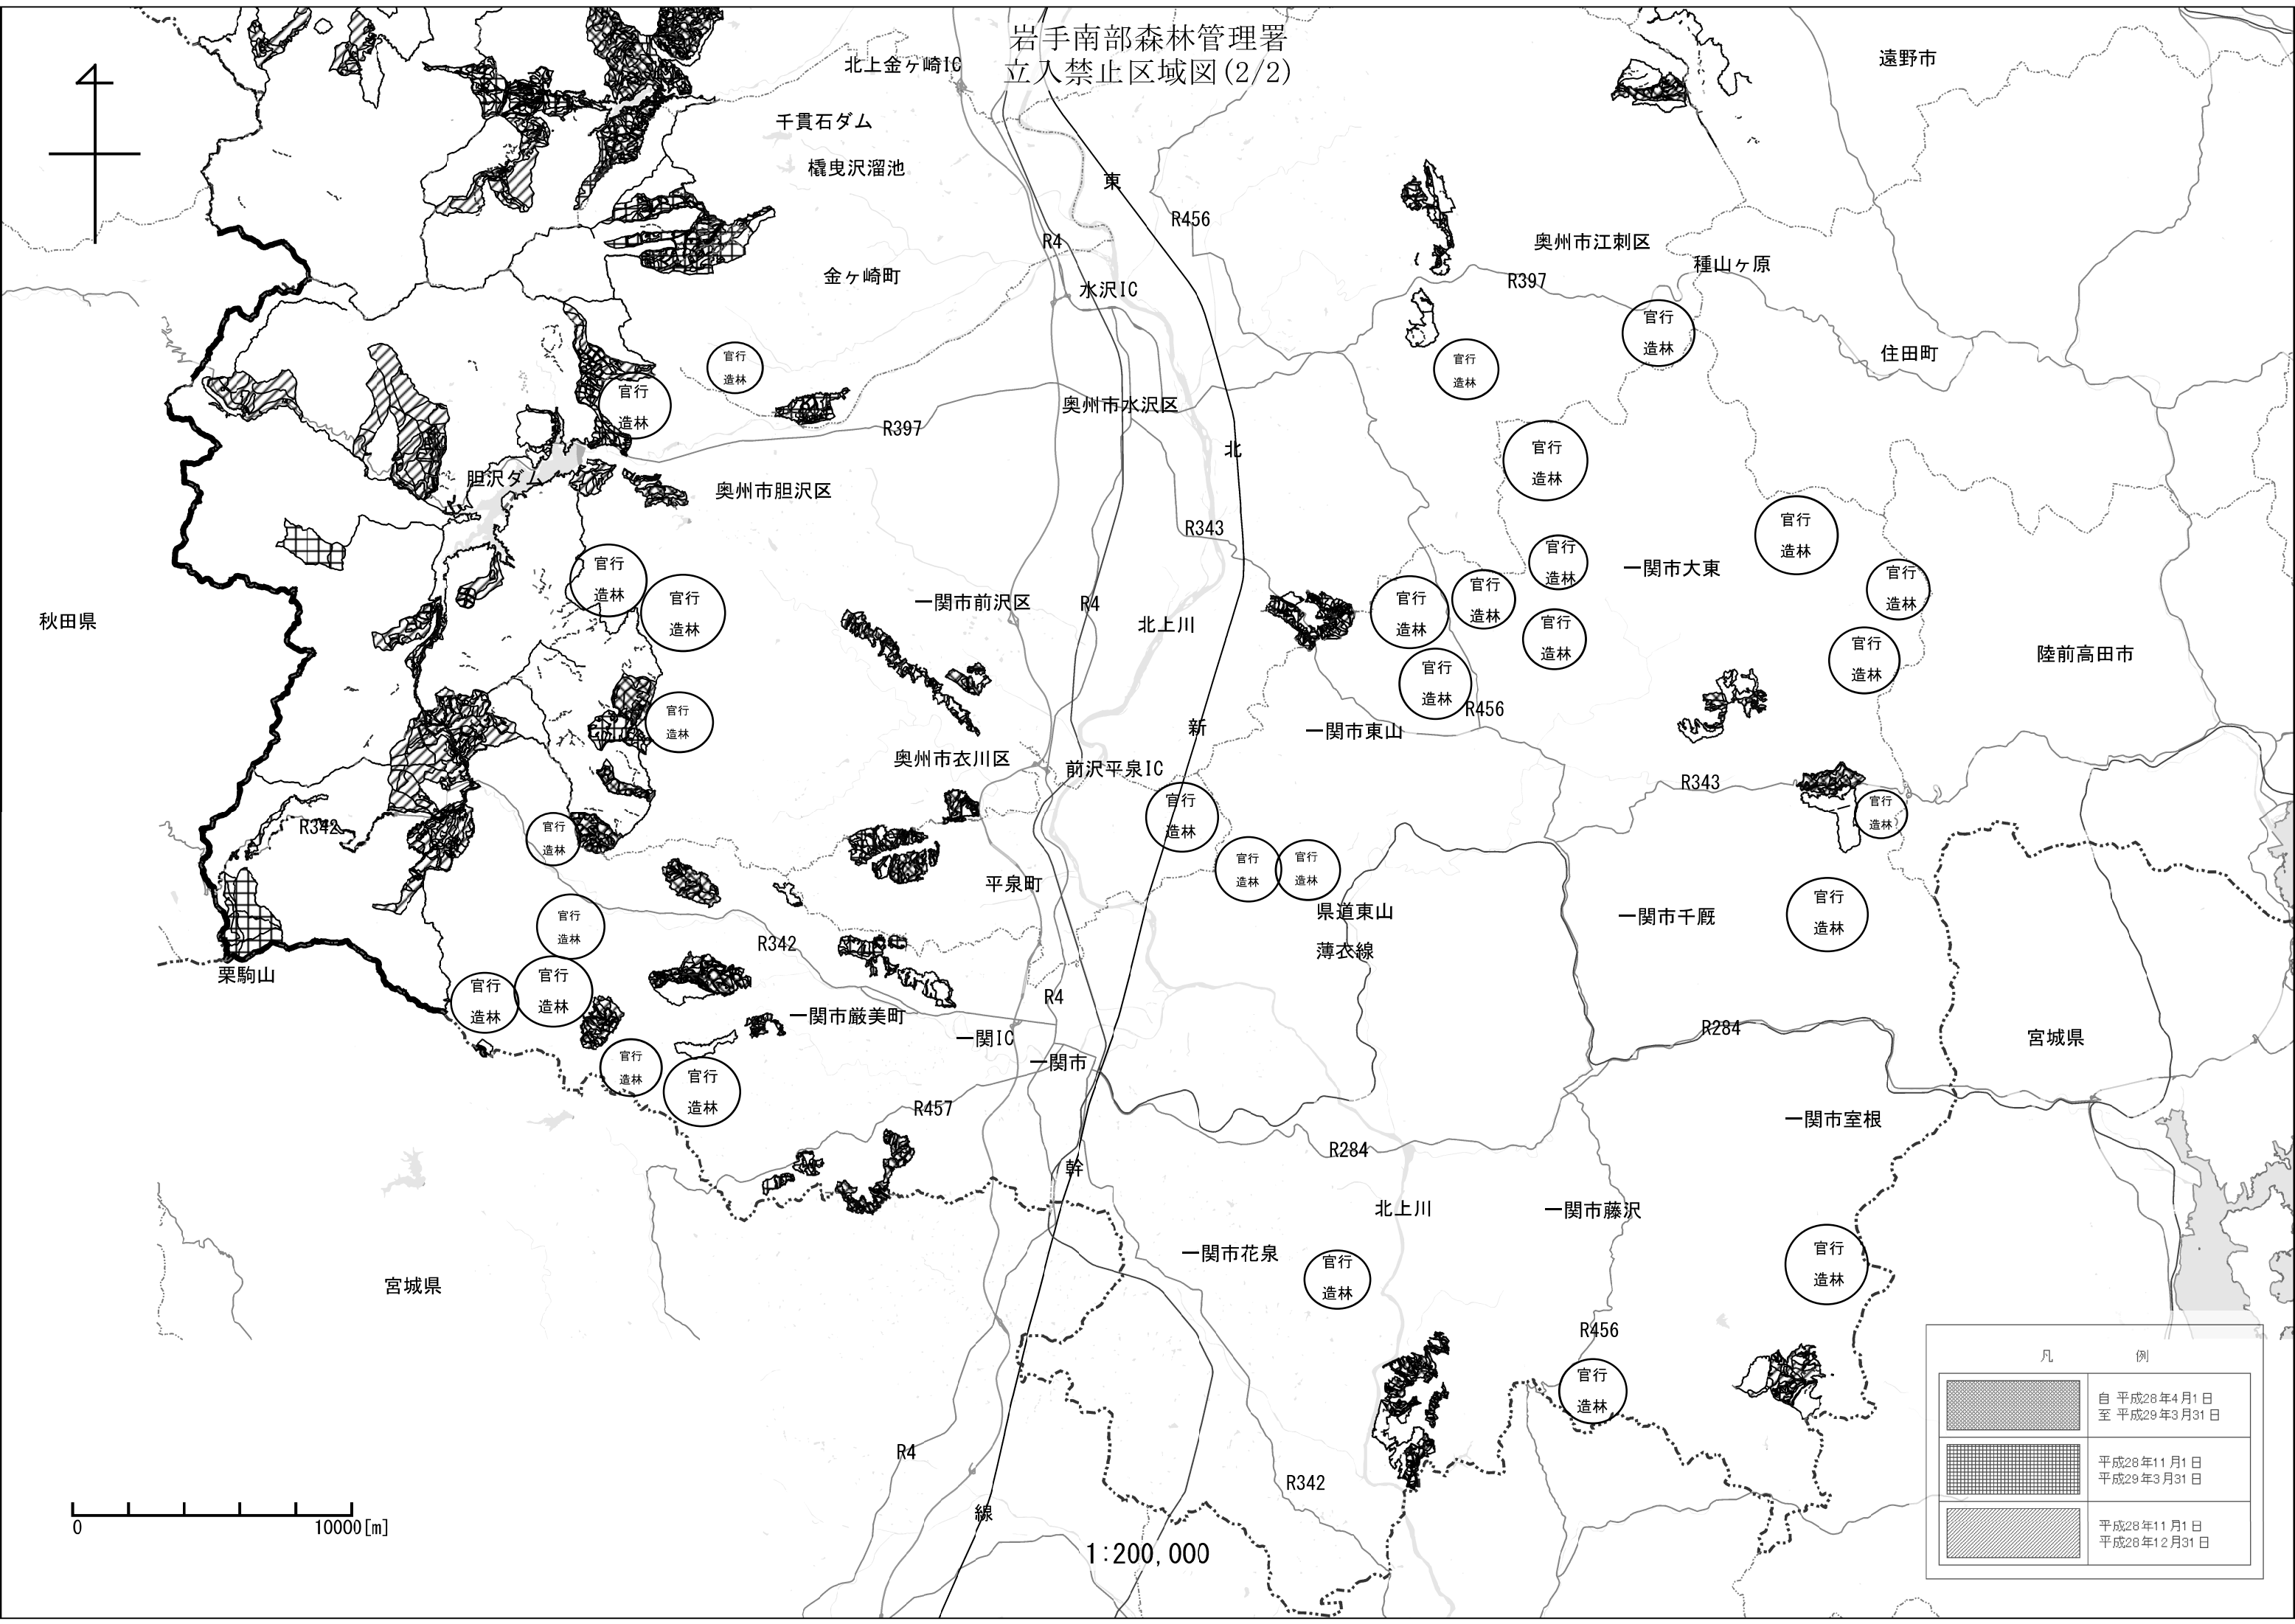 岩手南部森林管理署
立入禁止区域図(2/2)
北上金ヶ崎IC
遠野市
千貫石ダム
橇曳沢溜池
東
R456
R4
奥州市江刺区
種山ヶ原
金ヶ崎町
R397
水沢IC
官行
造林
官行
造林
官行
造林
住田町
官行
造林
奥州市水沢区
R397
北
官行
造林
胆沢ダム
奥州市胆沢区
R343
官行
造林
官行
造林
一関市大東
官行
造林
官行
造林
官行
造林
官行
造林
官行
造林
一関市前沢区
R4
秋田県
北上川
官行
造林
官行
造林
陸前高田市
官行
造林
R456
官行
造林
新
一関市東山
奥州市衣川区
前沢平泉IC
R343
官行
造林
官行
造林
R342
官行
造林
官行
造林
官行
造林
平泉町
県道東山
薄衣線
一関市千厩
官行
造林
官行
造林
R342
栗駒山
官行
造林
官行
造林
R4
一関市厳美町
一関IC
R284
宮城県
官行
造林
一関市
官行
造林
R457
一関市室根
R284
幹
北上川
一関市藤沢
一関市花泉
官行
造林
官行
造林
宮城県
R456
官行
造林
R4
R342
線
0 10000[m]
1:200,000
凡 例
自 平成28年4月1日
至 平成29年3月31日
平成28年11月1日
平成29年3月31日
平成28年11月1日
平成28年12月31日